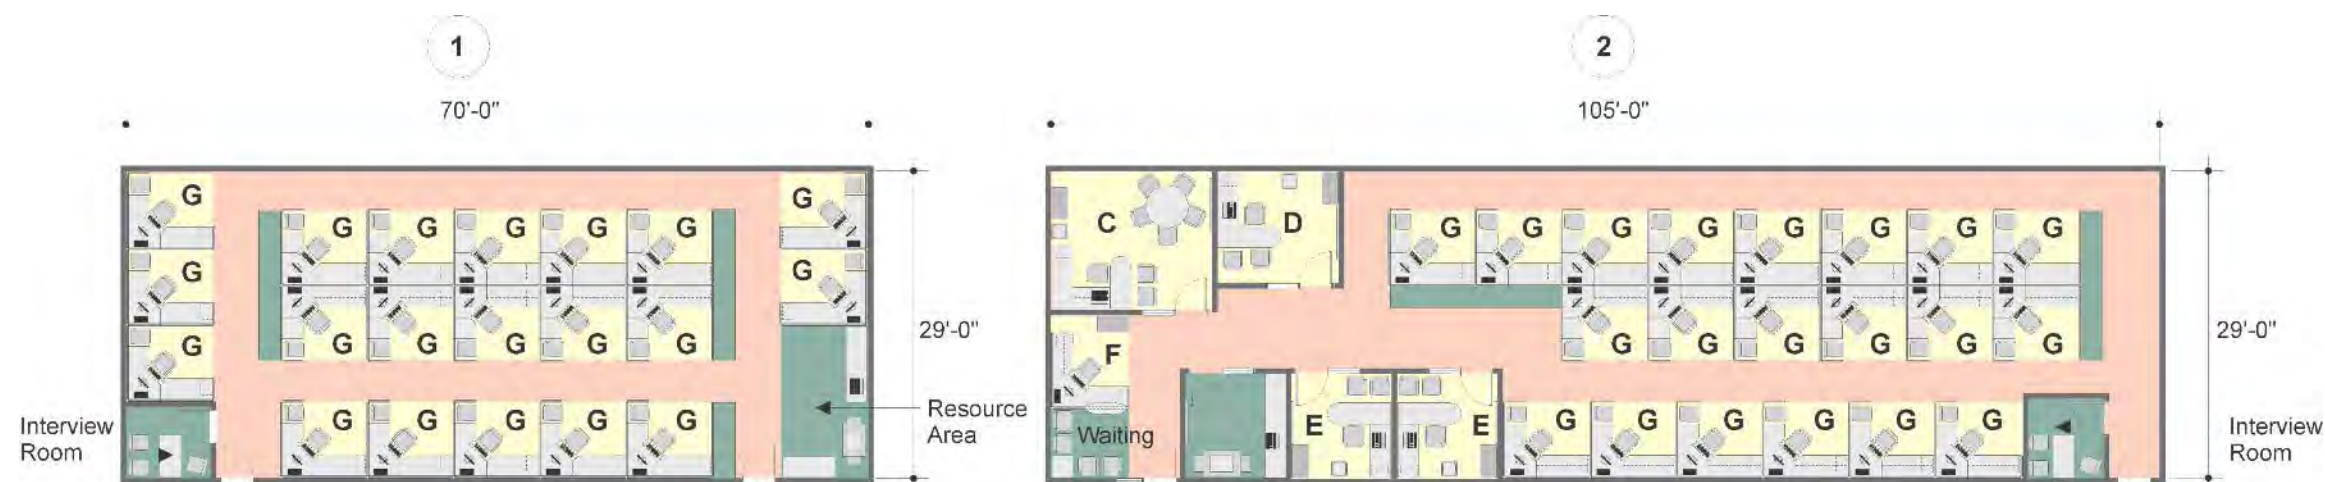 1
70'-0"
G
G G G G G
G
G
G
G G G G G
G
29'-0"
G G G G G
Interview
Room
Resource
Area
2
105'-0"
C
D
G G G G G G G G
F
G G G G G G
29'-0"
Waiting
E
E
G G G G G G
Interview
Room